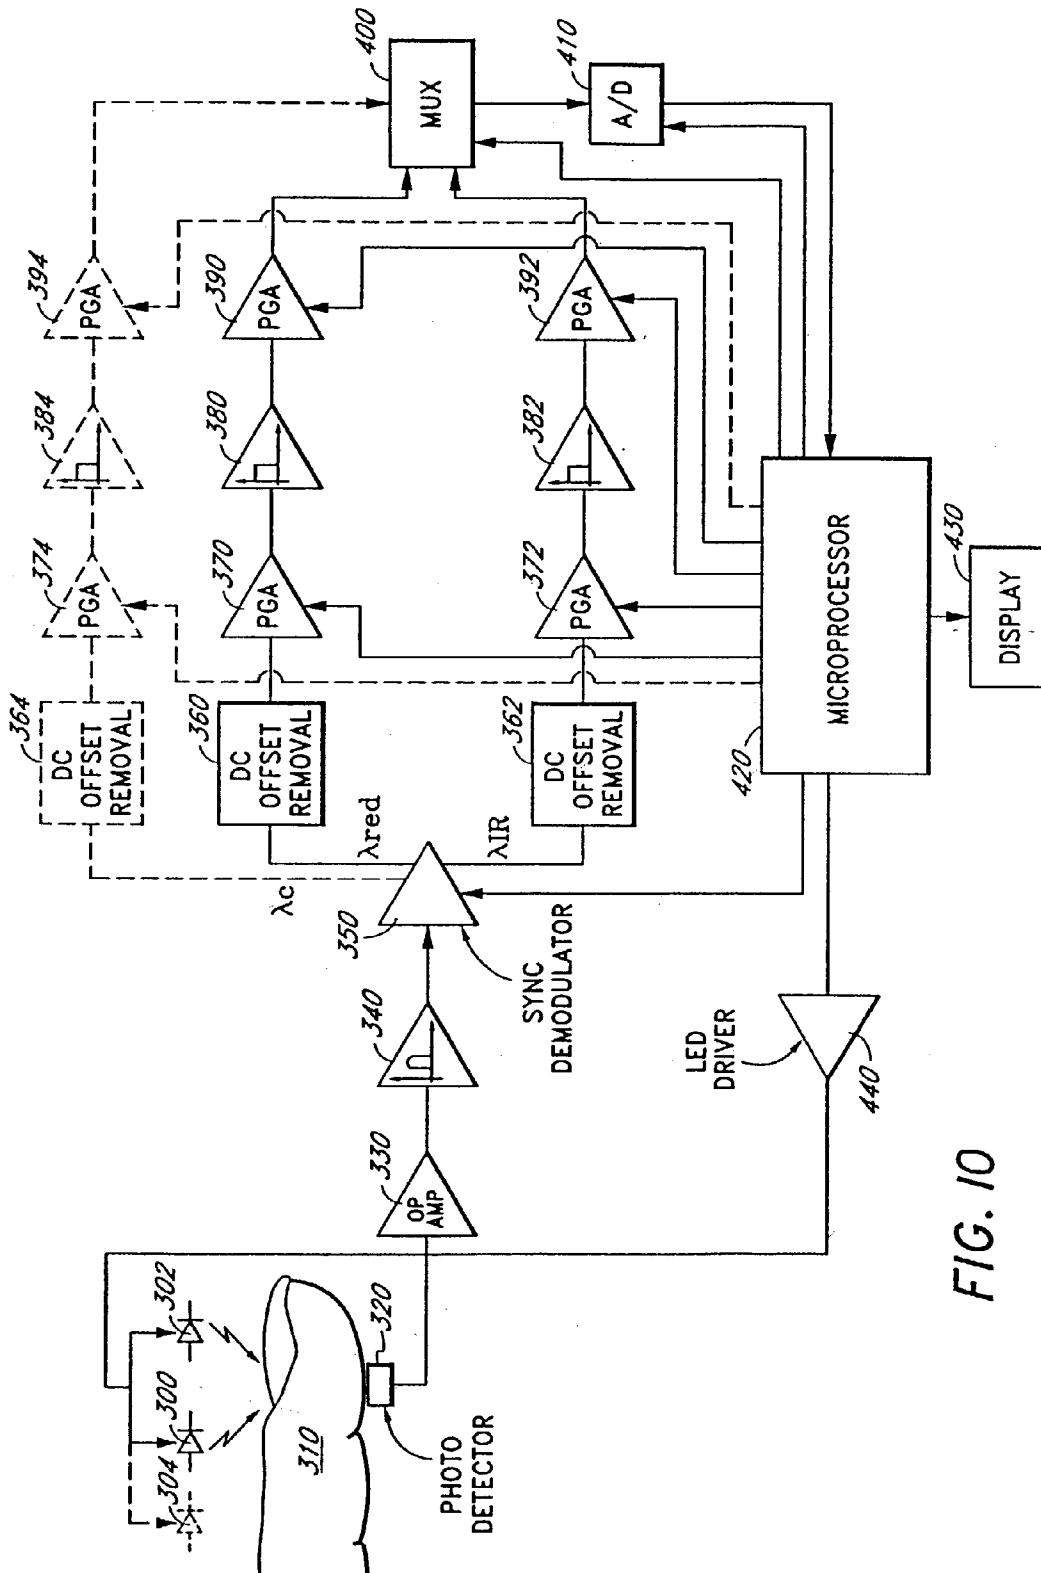 302
300
304
310
320
PHOTO
DETECTOR
330
OP
AMP
340
350
SYNC
DEMODULATOR
λc
λred
λIR
364
DC
OFFSET
REMOVAL
360
DC
OFFSET
REMOVAL
362
DC
OFFSET
REMOVAL
374
PGA
370
PGA
372
PGA
384
380
382
394
PGA
390
PGA
392
PGA
400
MUX
410
A/D
420
MICROPROCESSOR
430
DISPLAY
LED
DRIVER
440
FIG. 10